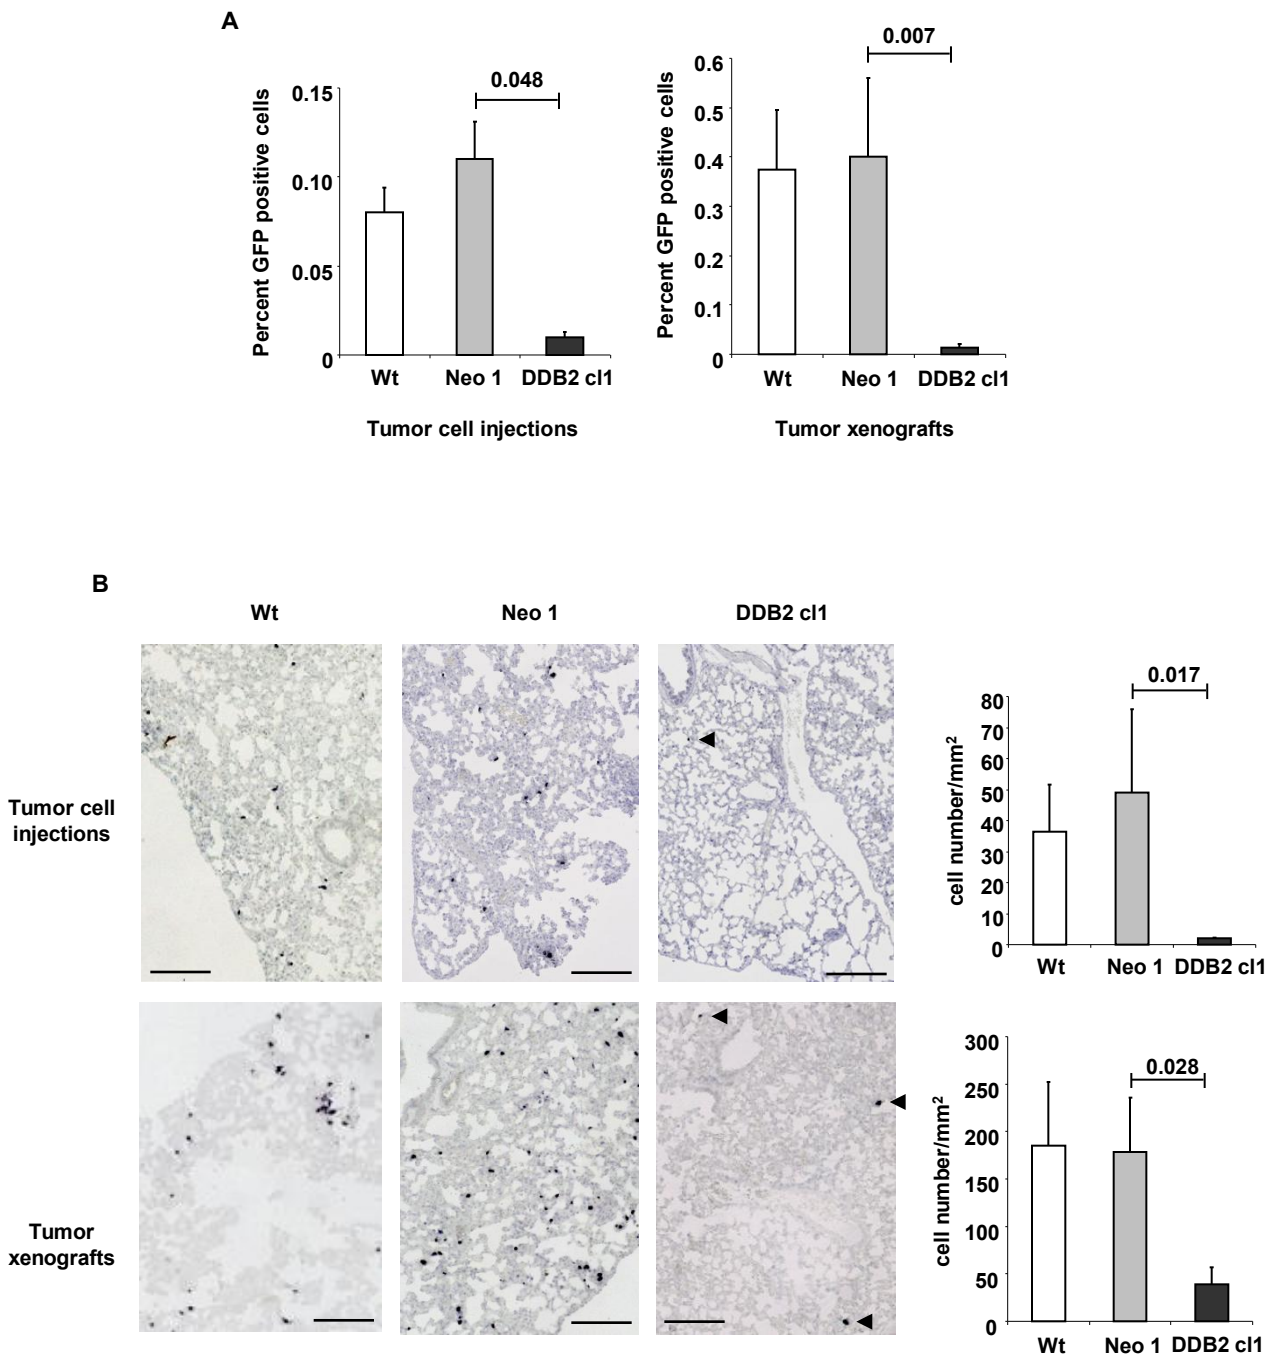 A
0.048
0.15
0.10
0.05
0
Percent GFP positive cells
Wt Neo 1 DDB2 cl1
Tumor cell injections
0.007
0.6
0.5
0.4
0.3
0.2
0.1
0
Percent GFP positive cells
Wt Neo 1 DDB2 cl1
Tumor xenografts
B
Wt Neo 1 DDB2 cl1
Tumor cell
injections
0.017
80
70
60
50
40
30
20
10
0
cell number/mm²
Wt Neo 1 DDB2 cl1
Tumor
xenografts
0.028
300
250
200
150
100
50
0
cell number/mm²
Wt Neo 1 DDB2 cl1